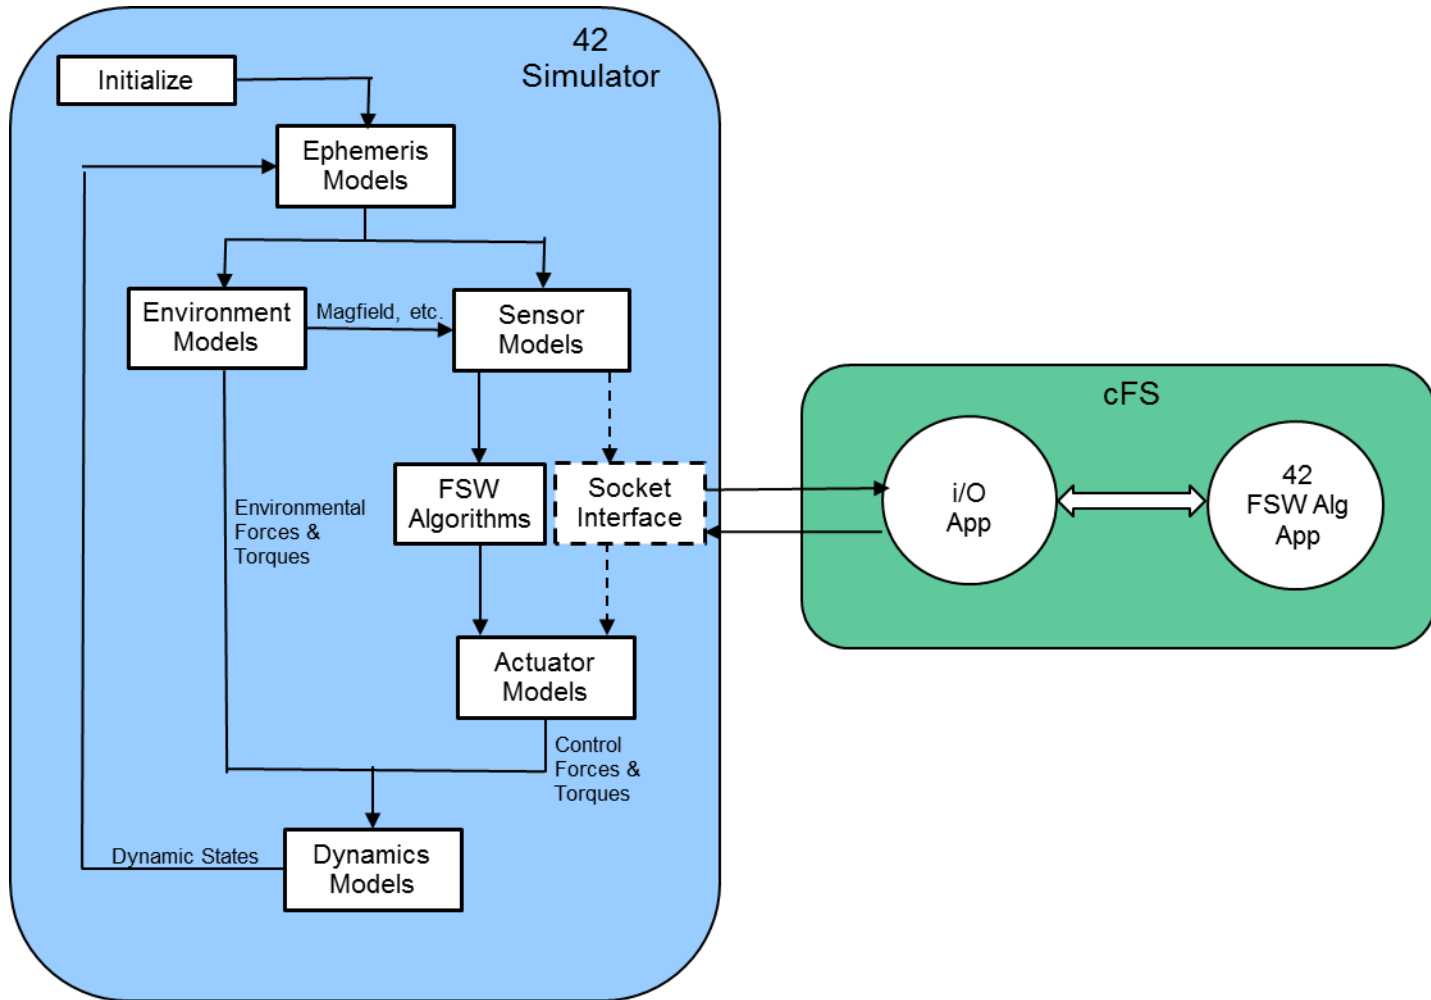 42
Simulator
Initialize
Ephemeris
Models
Environment
Models
Magfield, etc.
Sensor
Models
cFS
FSW
Algorithms
Socket
Interface
i/O
App
42
FSW Alg
App
Environmental
Forces &
Torques
Actuator
Models
Control
Forces &
Torques
Dynamic States
Dynamics
Models